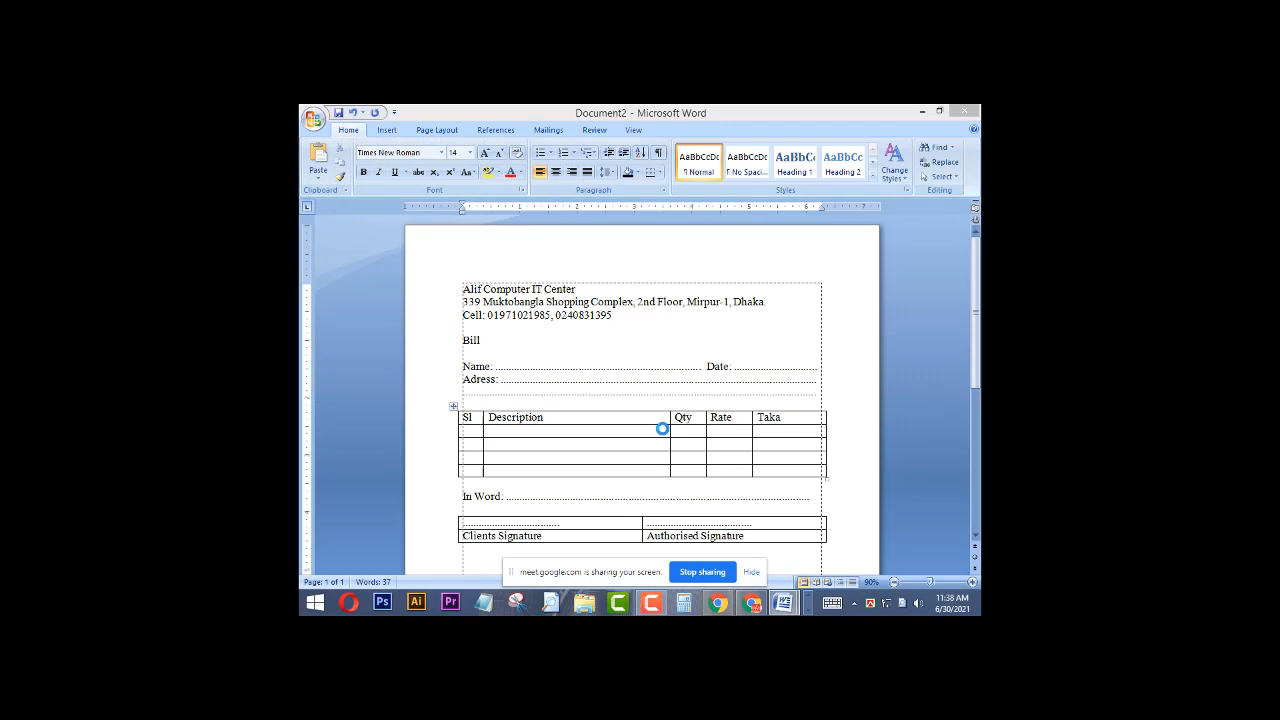 Document2 - Microsoft Word
Home Insert Page Layout References Mailings Review View
Paste
Times New Roman 14
AaBbCcDc AaBbCcDc AaBbC AaBbCc
¶ Normal ¶ No Spaci... Heading 1 Heading 2
Change Styles
Find
Replace
Select
Clipboard Font Paragraph Styles Editing
Alif Computer IT Center
339 Muktobangla Shopping Complex, 2nd Floor, Mirpur-1, Dhaka.
Cell: 01971021985, 0240831395
Bill
Name: ........................................................................ Date: .............................
Adress: ...............................................................................................................
Sl Description Qty Rate Taka
In Word: ..........................................................................................................
Clients Signature Authorised Signature
meet.google.com is sharing your screen. Stop sharing Hide
Page: 1 of 1 Words: 37 90%
Ps Ai Pr
11:38 AM
6/30/2021